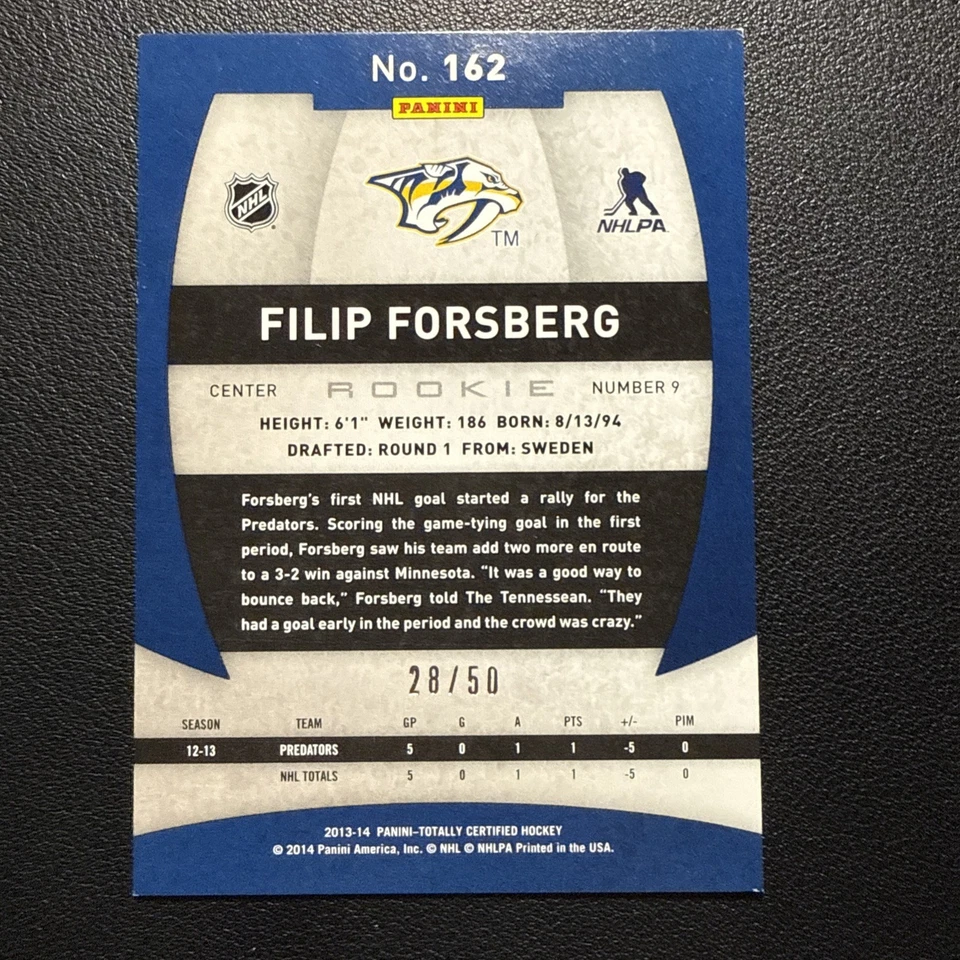 No. 162
PANINI
NHL
TM
NHLPA
FILIP FORSBERG
CENTER ROOKIE NUMBER 9
HEIGHT: 6'1" WEIGHT: 186 BORN: 8/13/94
DRAFTED: ROUND 1 FROM: SWEDEN
Forsberg's first NHL goal started a rally for the
Predators. Scoring the game-tying goal in the first
period, Forsberg saw his team add two more en route
to a 3-2 win against Minnesota. "It was a good way to
bounce back," Forsberg told The Tennessean. "They
had a goal early in the period and the crowd was crazy."
28/50
SEASON TEAM GP G A PTS +/- PIM
12-13 PREDATORS 5 0 1 1 -5 0
NHL TOTALS 5 0 1 1 -5 0
2013-14 PANINI-TOTALLY CERTIFIED HOCKEY
© 2014 Panini America, Inc. © NHL © NHLPA Printed in the USA.